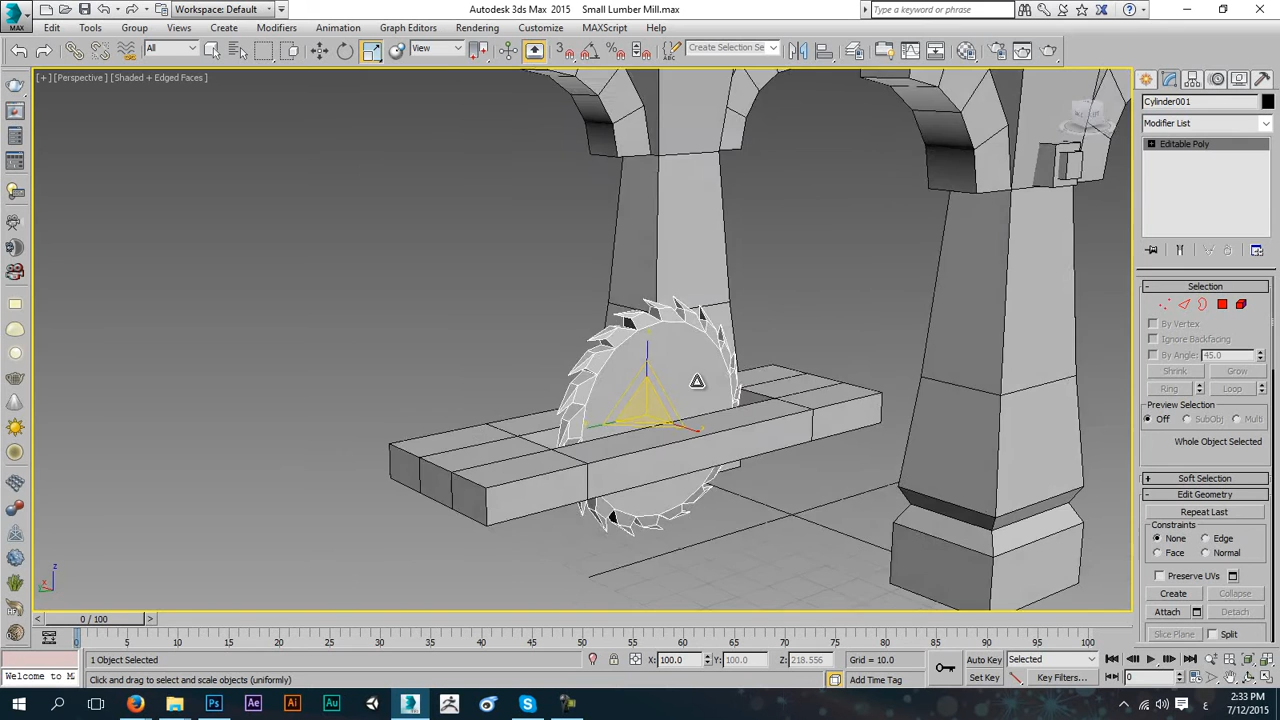 Workspace: Default
Autodesk 3ds Max 2015 Small Lumber Mill.max
Type a keyword or phrase
MAX
Edit Tools Group Views Create Modifiers Animation Graph Editors Rendering Customize MAXScript Help
All View Create Selection Se
[+] [Perspective] [Shaded + Edged Faces]
Cylinder001
Modifier List
Editable Poly
- Selection
By Vertex
Ignore Backfacing
By Angle: 45.0
Shrink Grow
Ring Loop
Preview Selection
Off SubObj Multi
Whole Object Selected
+ Soft Selection
- Edit Geometry
Repeat Last
Constraints
None Edge
Face Normal
Preserve UVs
Create Collapse
Attach Detach
Slice Plane Split
z
x
0 / 100
0 5 10 15 20 25 30 35 40 45 50 55 60 65 70 75 80 85 90 95 100
1 Object Selected X: 100.0 Y: 100.0 Z: 218.556 Grid = 10.0 Auto Key Selected
Welcome to M Click and drag to select and scale objects (uniformly) Add Time Tag Set Key Key Filters... 0
Ps Ae Ai Au
2:33 PM
7/12/2015